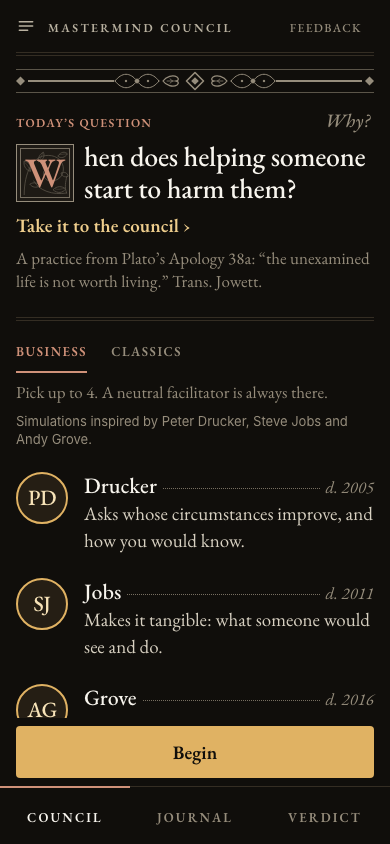 MASTERMIND COUNCIL
FEEDBACK
TODAY'S QUESTION
Why?
When does helping someone
start to harm them?
Take it to the council ›
A practice from Plato’s Apology 38a: “the unexamined
life is not worth living.” Trans. Jowett.
BUSINESS
CLASSICS
Pick up to 4. A neutral facilitator is always there.
Simulations inspired by Peter Drucker, Steve Jobs and
Andy Grove.
PD
Drucker
d. 2005
Asks whose circumstances improve, and
how you would know.
SJ
Jobs
d. 2011
Makes it tangible: what someone would
see and do.
AG
Grove
d. 2016
Begin
COUNCIL
JOURNAL
VERDICT